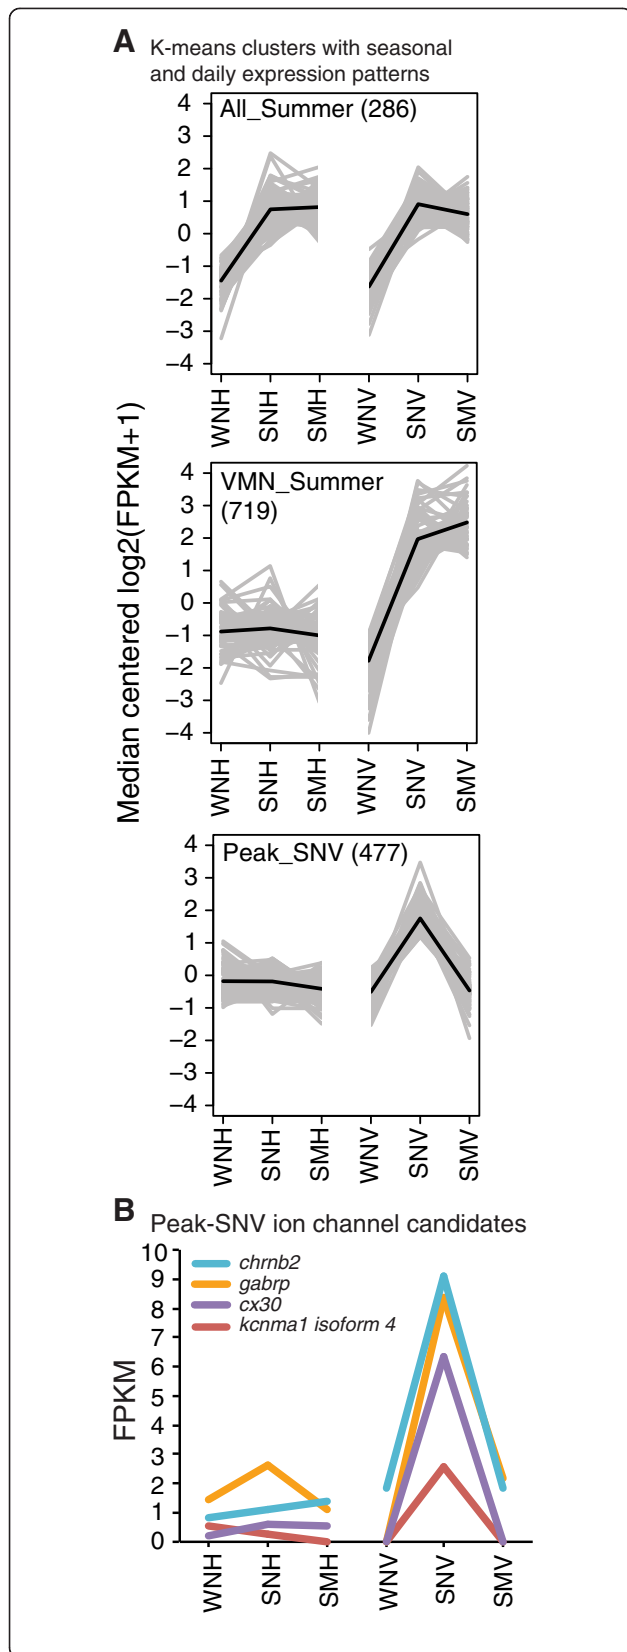 A K-means clusters with seasonal
and daily expression patterns
Median centered log2(FPKM+1)
All_Summer (286)
4
3
2
1
0
−1
−2
−3
−4
WNH SNH SMH WNV SNV SMV
VMN_Summer
(719)
4
3
2
1
0
−1
−2
−3
−4
WNH SNH SMH WNV SNV SMV
Peak_SNV (477)
4
3
2
1
0
−1
−2
−3
−4
WNH SNH SMH WNV SNV SMV
B Peak-SNV ion channel candidates
FPKM
10
9
8
7
6
5
4
3
2
1
0
chrnb2
gabrp
cx30
kcnma1 isoform 4
WNH SNH SMH WNV SNV SMV